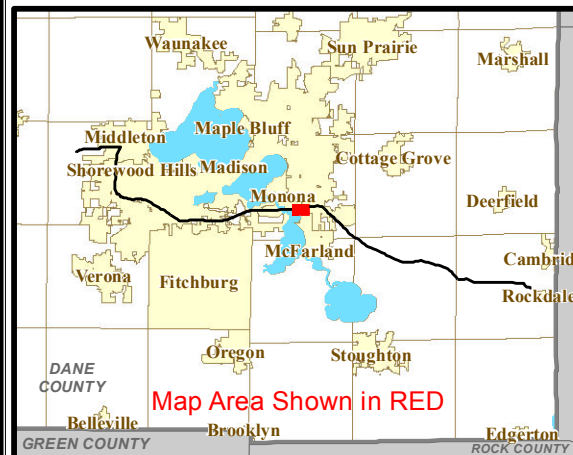 Waunakee
Sun Prairie
Marshall
Middleton
Maple Bluff
Shorewood Hills
Madison
Cottage Grove
Monona
Deerfield
McFarland
Cambrid
Verona
Fitchburg
Rockdale
Oregon
Stoughton
DANE
COUNTY
Map Area Shown in RED
Belleville
Brooklyn
Edgerton
GREEN COUNTY
ROCK COUNTY